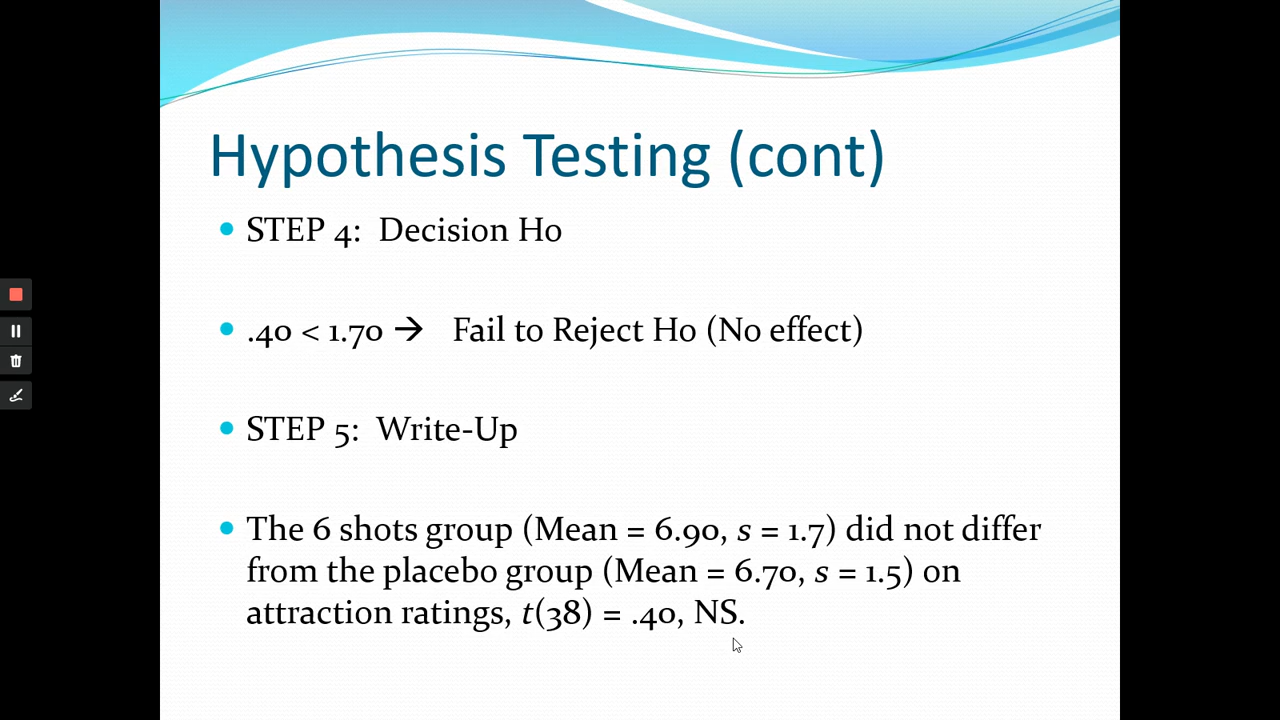 Hypothesis Testing (cont)
STEP 4: Decision Ho
.40 < 1.70 → Fail to Reject Ho (No effect)
STEP 5: Write-Up
The 6 shots group (Mean = 6.90, s = 1.7) did not differ
from the placebo group (Mean = 6.70, s = 1.5) on
attraction ratings, t(38) = .40, NS.